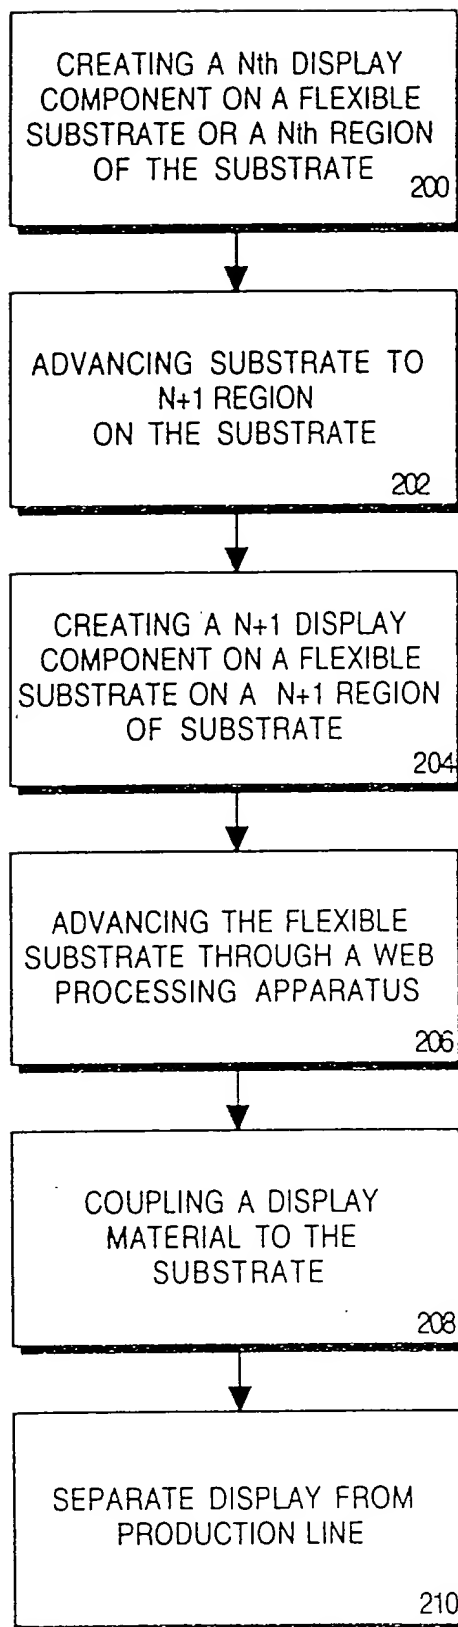 CREATING A Nth DISPLAY
COMPONENT ON A FLEXIBLE
SUBSTRATE OR A Nth REGION
OF THE SUBSTRATE
200
ADVANCING SUBSTRATE TO
N+1 REGION
ON THE SUBSTRATE
202
CREATING A N+1 DISPLAY
COMPONENT ON A FLEXIBLE
SUBSTRATE ON A N+1 REGION
OF SUBSTRATE
204
ADVANCING THE FLEXIBLE
SUBSTRATE THROUGH A WEB
PROCESSING APPARATUS
206
COUPLING A DISPLAY
MATERIAL TO THE
SUBSTRATE
208
SEPARATE DISPLAY FROM
PRODUCTION LINE
210